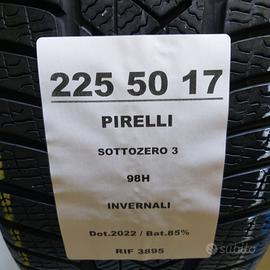 225 50 17
PIRELLI
SOTTOZERO 3
98H
INVERNALI
Dot.2022 / Bat.85%
RIF 3895
subito